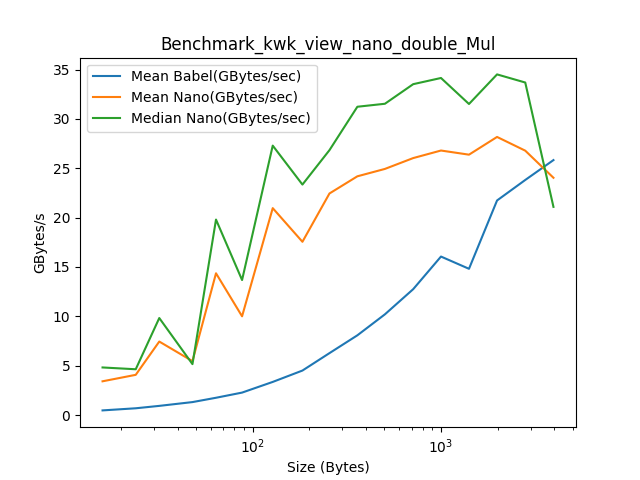 Benchmark_kwk_view_nano_double_Mul
Mean Babel(GBytes/sec)
Mean Nano(GBytes/sec)
Median Nano(GBytes/sec)
GBytes/s
35
30
25
20
15
10
5
0
10²
10³
Size (Bytes)